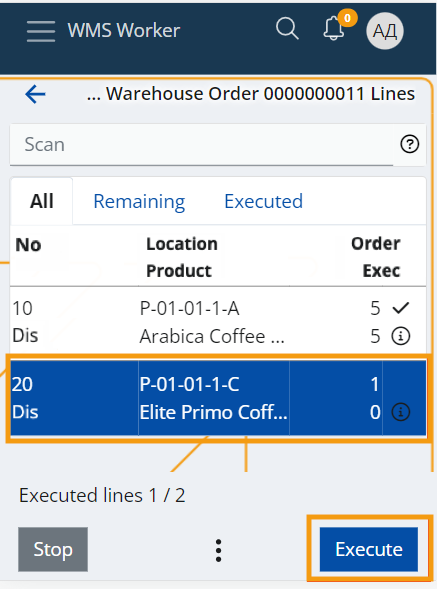 WMS Worker
0
АД
... Warehouse Order 0000000011 Lines
Scan
All Remaining Executed
No Location Order
Product Exec
10 P-01-01-1-A 5
Dis Arabica Coffee ... 5
20 P-01-01-1-C 1
Dis Elite Primo Coff... 0
Executed lines 1 / 2
Stop Execute